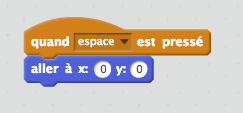 quand espace est pressé
aller à x: 0 y: 0